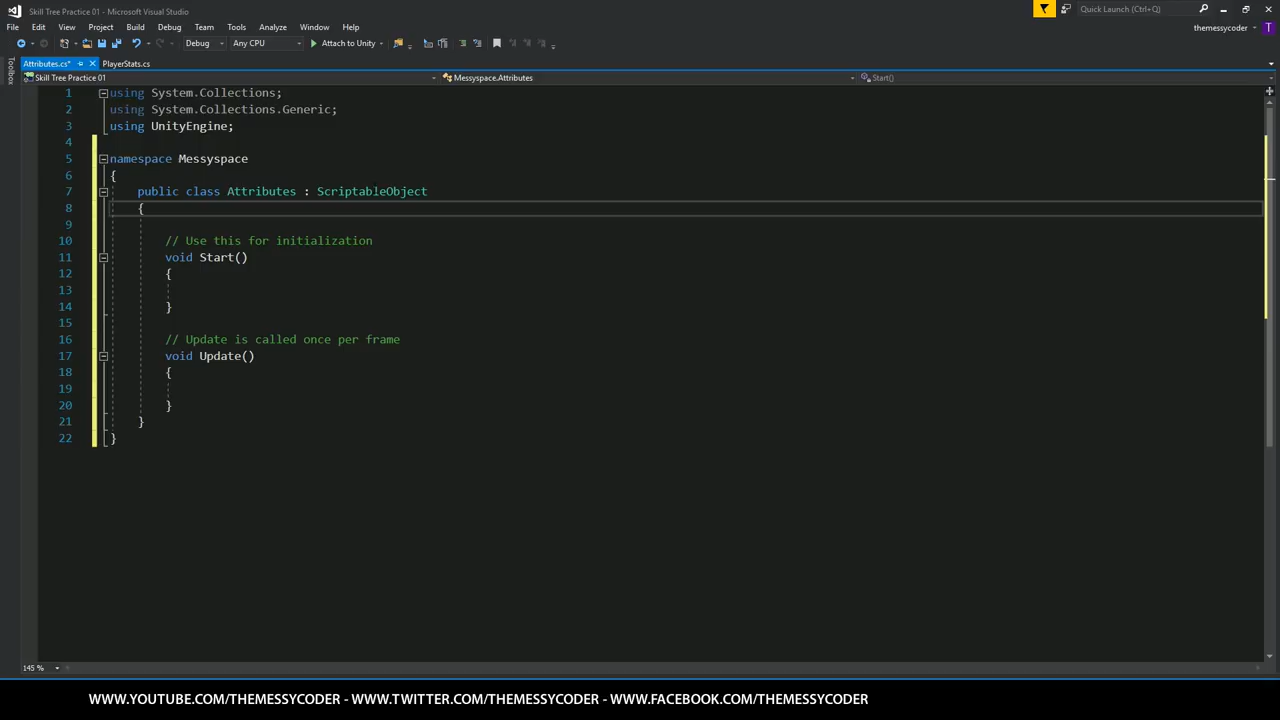 Skill Tree Practice 01 - Microsoft Visual Studio
Quick Launch (Ctrl+Q)
File Edit View Project Build Debug Team Tools Test Analyze Window Help
themessycoder T
Debug Any CPU Attach to Unity
Toolbox
Attributes.cs* PlayerStats.cs
Skill Tree Practice 01 Messyspace.Attributes Start()
1 using System.Collections;
2 using System.Collections.Generic;
3 using UnityEngine;
4
5 namespace Messyspace
6 {
7 public class Attributes : ScriptableObject
8 {
9
10 // Use this for initialization
11 void Start()
12 {
13
14 }
15
16 // Update is called once per frame
17 void Update()
18 {
19
20 }
21 }
22 }
145 %
WWW.YOUTUBE.COM/THEMESSYCODER - WWW.TWITTER.COM/THEMESSYCODER - WWW.FACEBOOK.COM/THEMESSYCODER